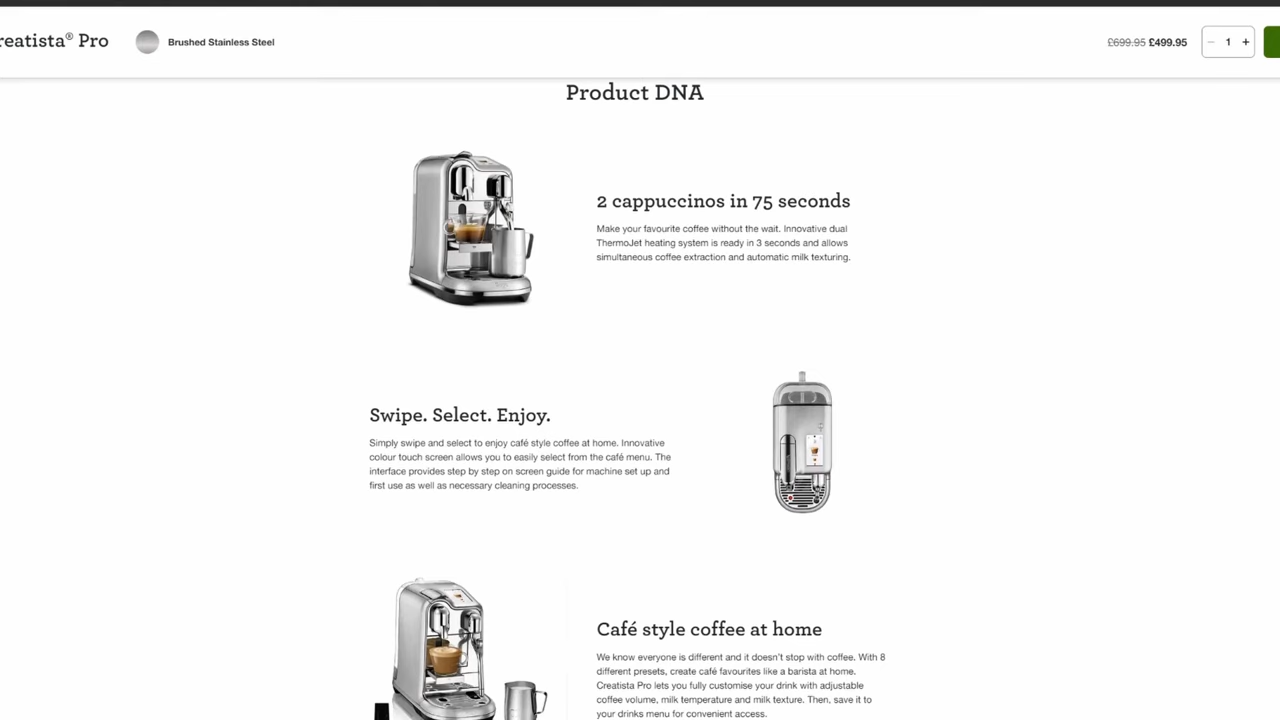 reatista® Pro
Brushed Stainless Steel
£699.95 £499.95
− 1 +
Product DNA
2 cappuccinos in 75 seconds
Make your favourite coffee without the wait. Innovative dual
ThermoJet heating system is ready in 3 seconds and allows
simultaneous coffee extraction and automatic milk texturing.
Swipe. Select. Enjoy.
Simply swipe and select to enjoy café style coffee at home. Innovative
colour touch screen allows you to easily select from the café menu. The
interface provides step by step on screen guide for machine set up and
first use as well as necessary cleaning processes.
Café style coffee at home
We know everyone is different and it doesn't stop with coffee. With 8
different presets, create café favourites like a barista at home.
Creatista Pro lets you fully customise your drink with adjustable
coffee volume, milk temperature and milk texture. Then, save it to
your drinks menu for convenient access.